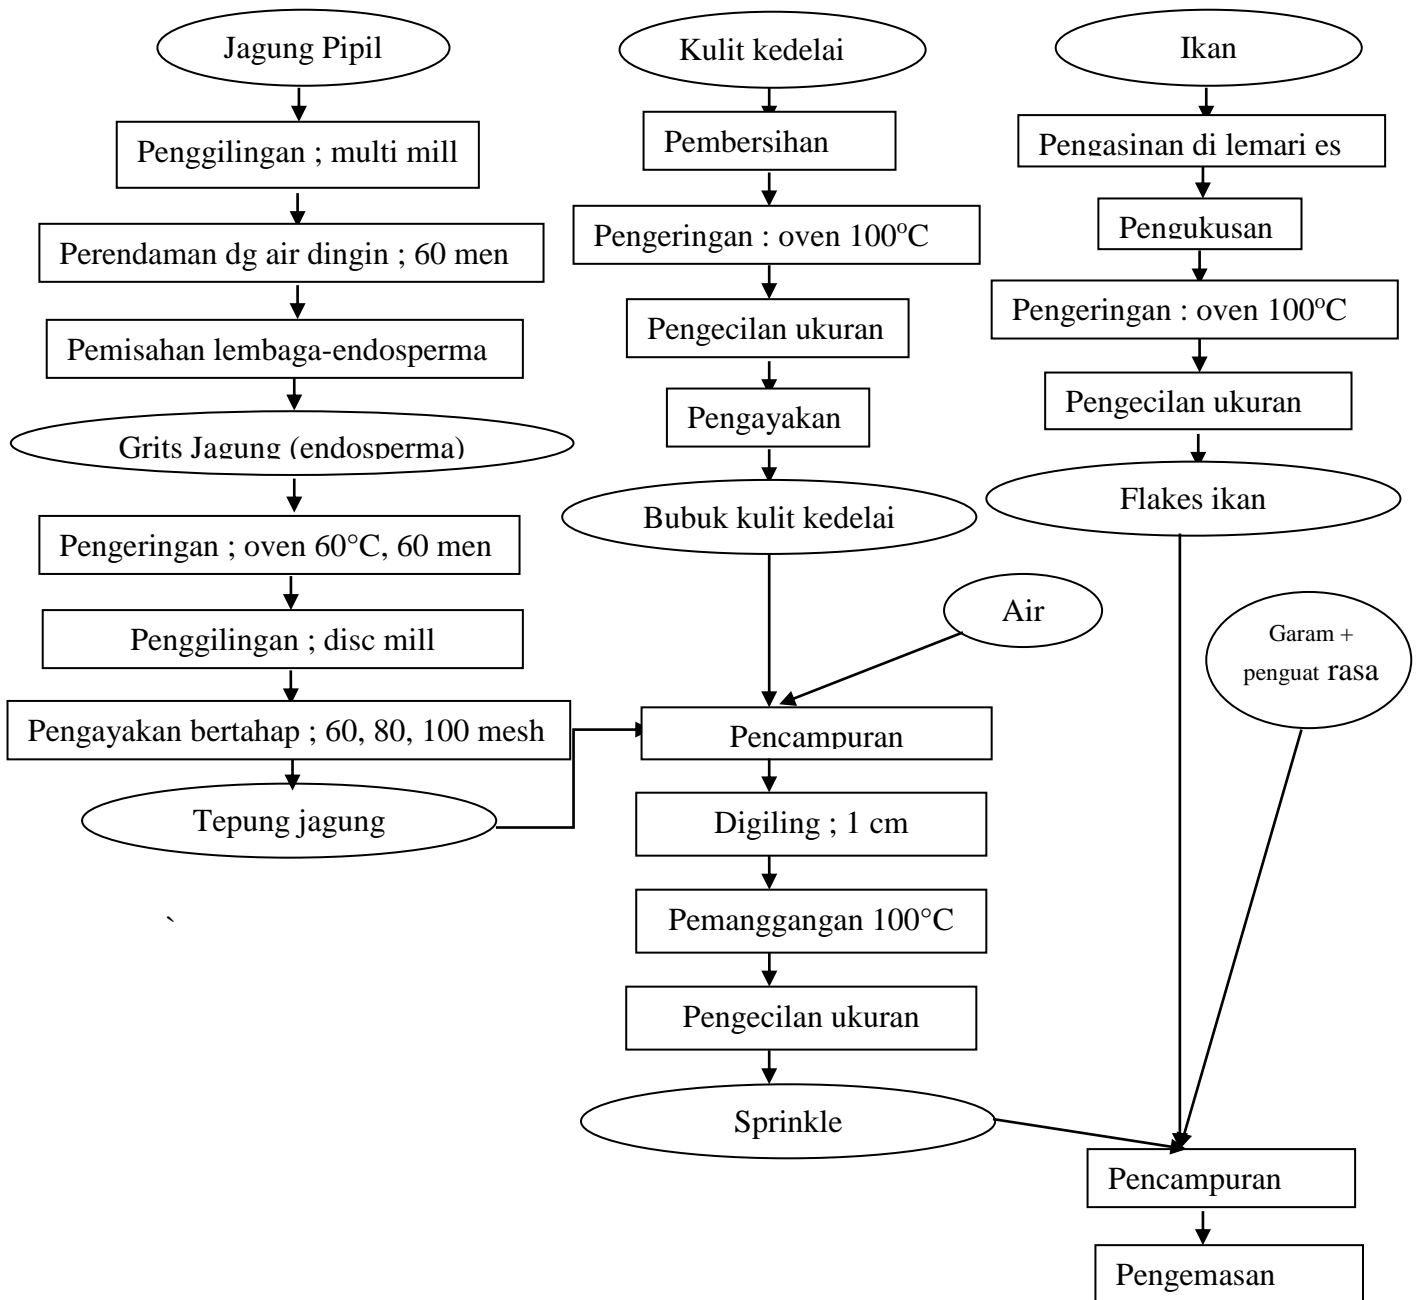 Jagung Pipil
Penggilingan ; multi mill
Perendaman dg air dingin ; 60 men
Pemisahan lembaga-endosperma
Grits Jagung (endosperma)
Pengeringan ; oven 60°C, 60 men
Penggilingan ; disc mill
Pengayakan bertahap ; 60, 80, 100 mesh
Tepung jagung
`
Kulit kedelai
Pembersihan
Pengeringan : oven 100°C
Pengecilan ukuran
Pengayakan
Bubuk kulit kedelai
Air
Pencampuran
Digiling ; 1 cm
Pemanggangan 100°C
Pengecilan ukuran
Sprinkle
Ikan
Pengasinan di lemari es
Pengukusan
Pengeringan : oven 100°C
Pengecilan ukuran
Flakes ikan
Garam +
penguat rasa
Pencampuran
Pengemasan